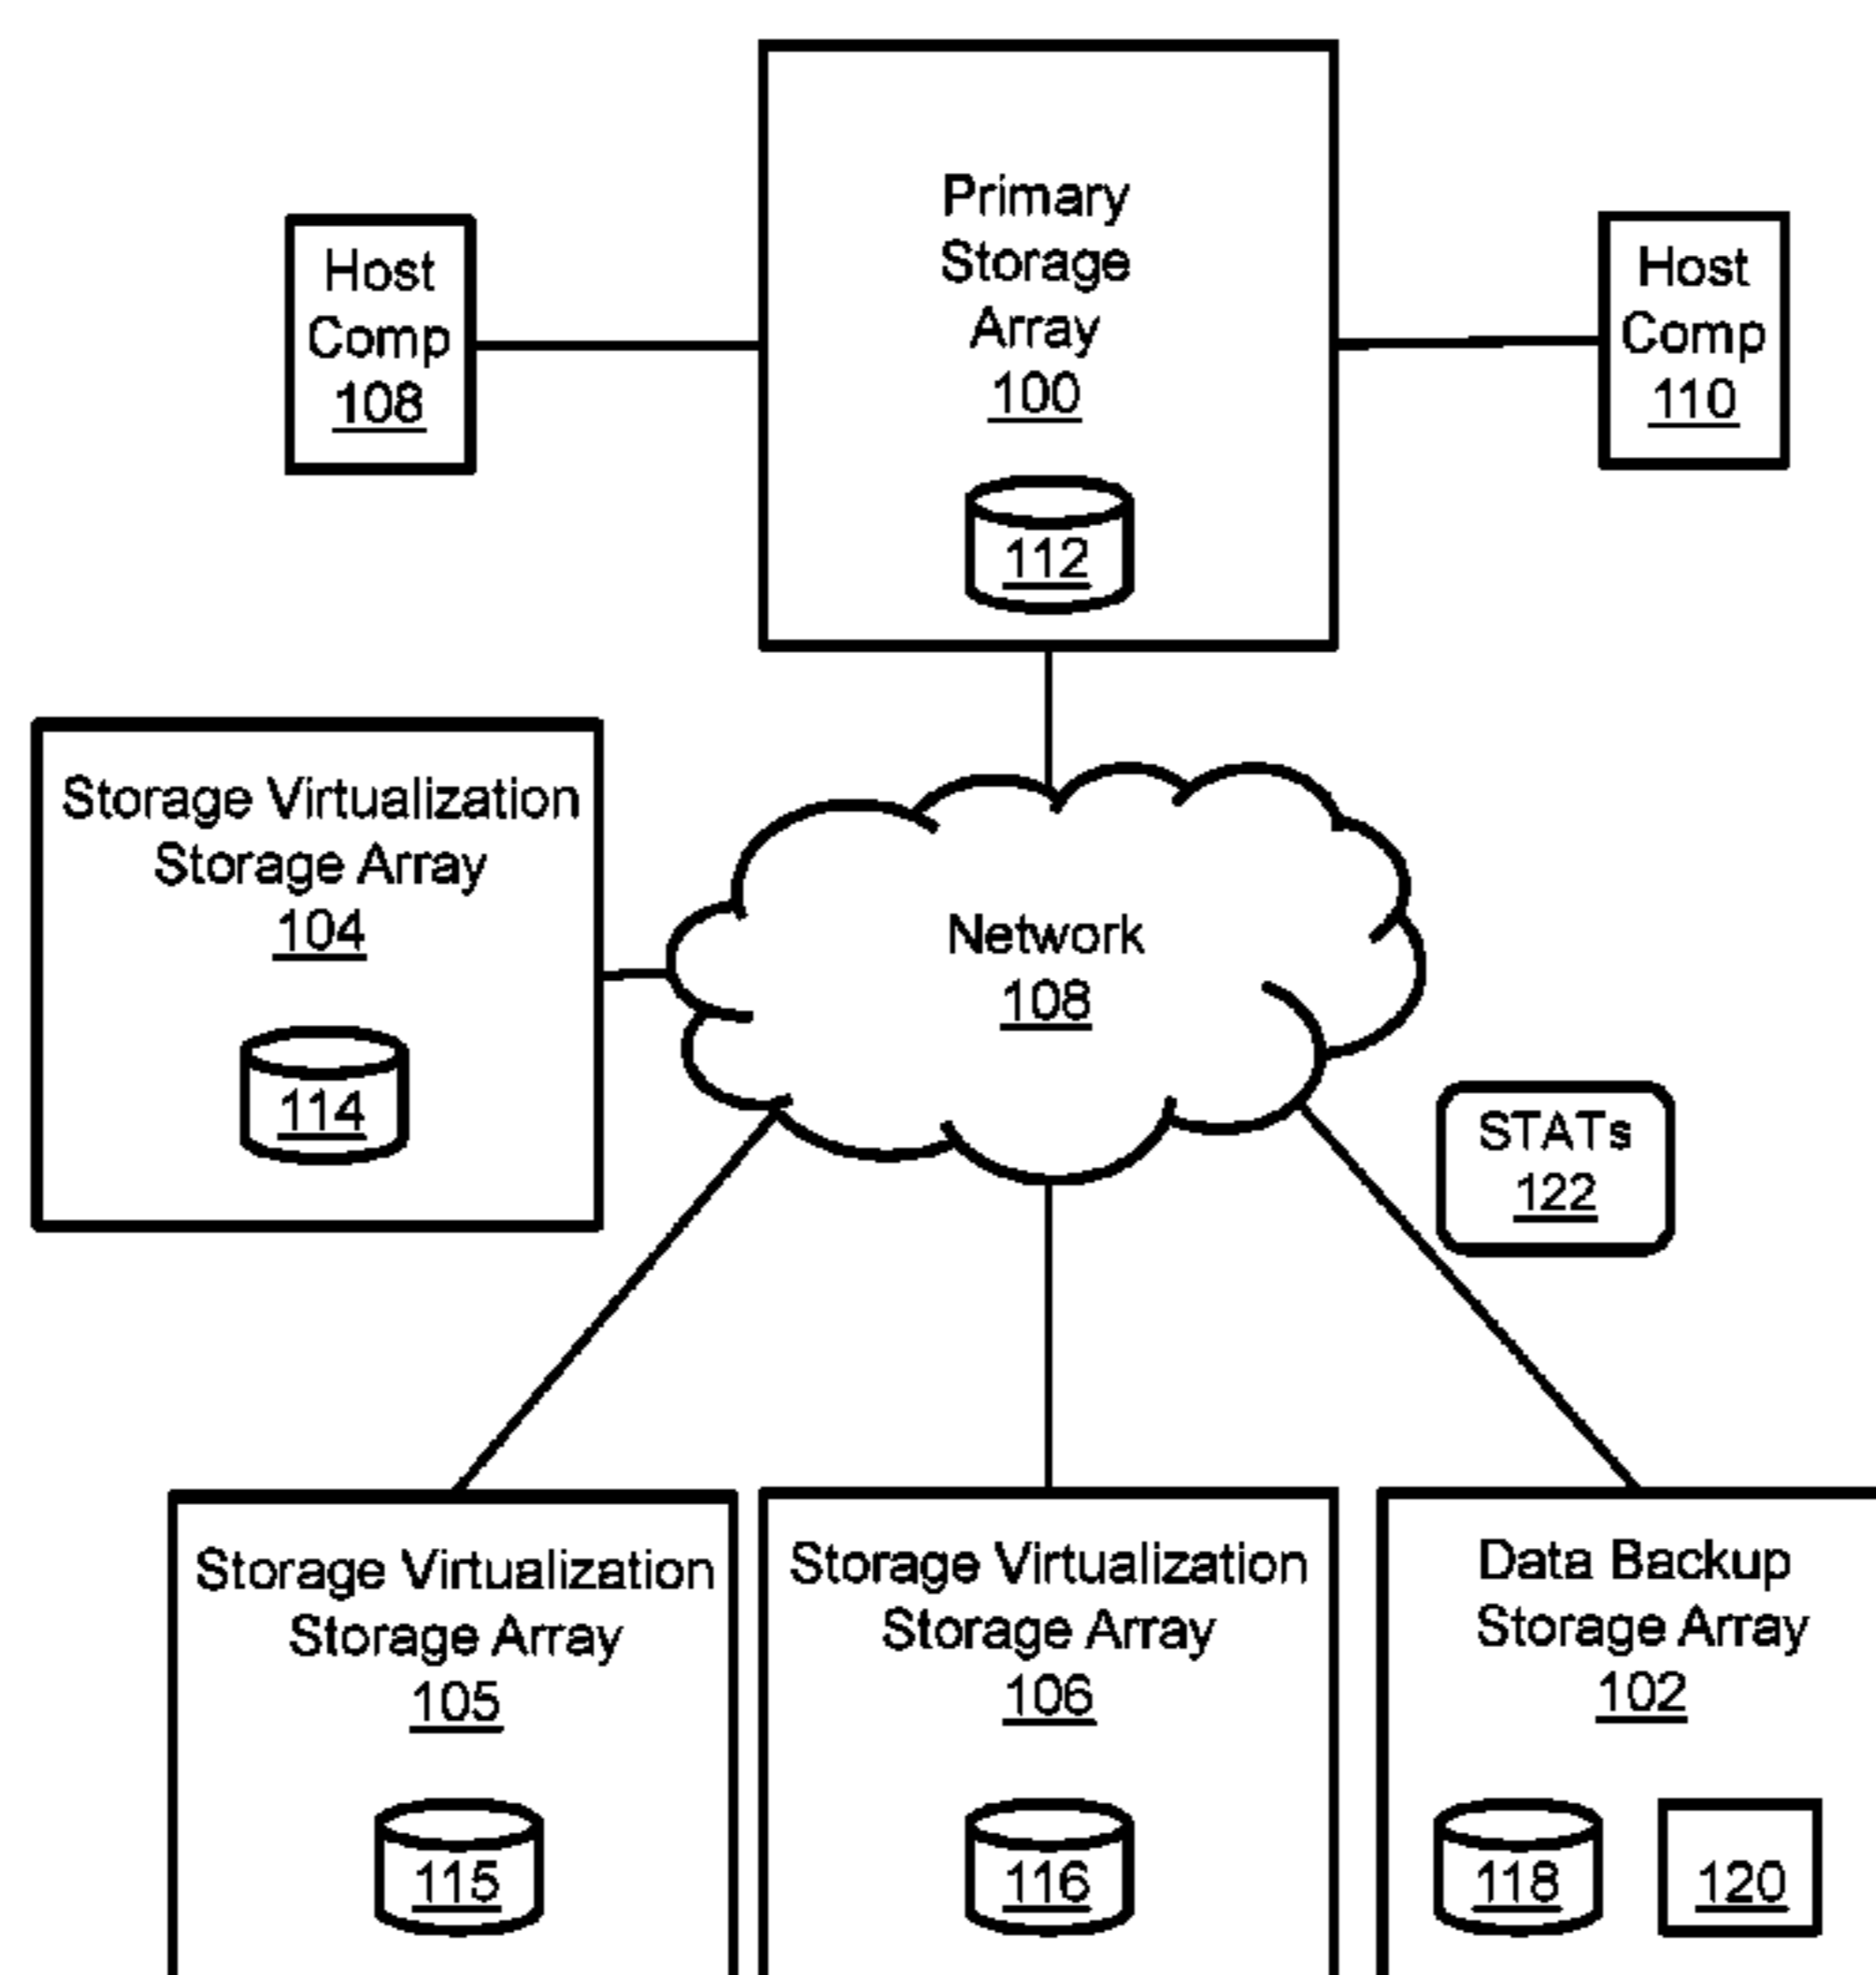 Primary
Storage
Array
100
112
Host
Comp
108
Host
Comp
110
Storage Virtualization
Storage Array
104
114
Network
108
STATs
122
Storage Virtualization
Storage Array
105
115
Storage Virtualization
Storage Array
106
116
Data Backup
Storage Array
102
118
120